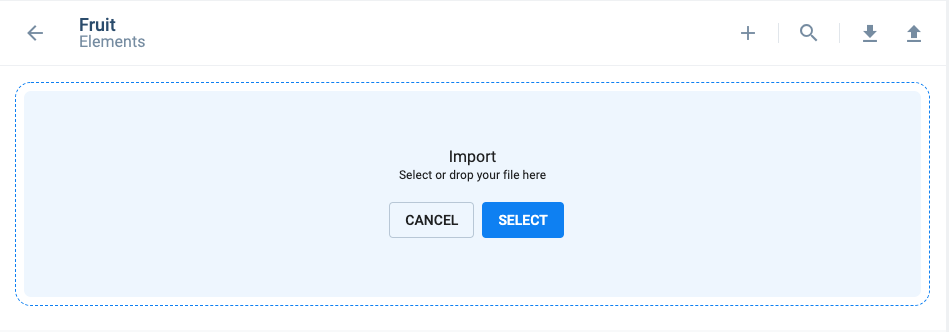 Fruit
Elements
Import
Select or drop your file here
CANCEL SELECT